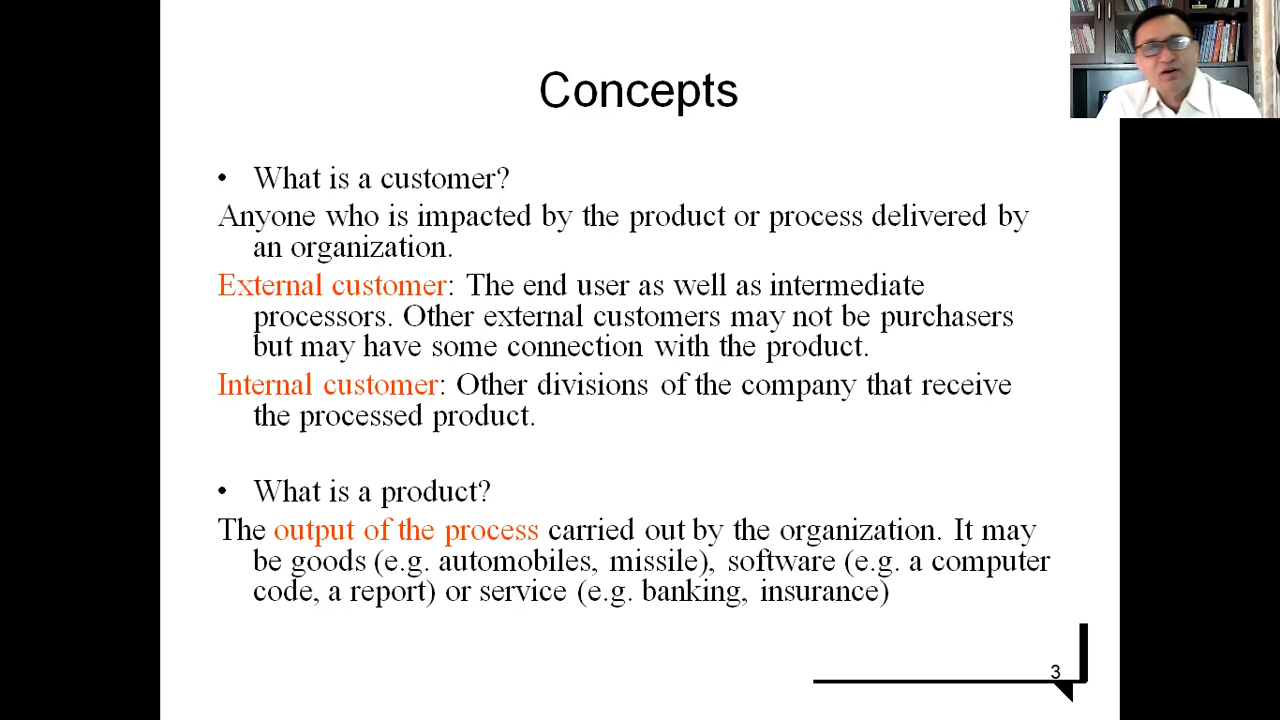 Concepts
• What is a customer?
Anyone who is impacted by the product or process delivered by
an organization.
External customer: The end user as well as intermediate
processors. Other external customers may not be purchasers
but may have some connection with the product.
Internal customer: Other divisions of the company that receive
the processed product.
• What is a product?
The output of the process carried out by the organization. It may
be goods (e.g. automobiles, missile), software (e.g. a computer
code, a report) or service (e.g. banking, insurance)
3